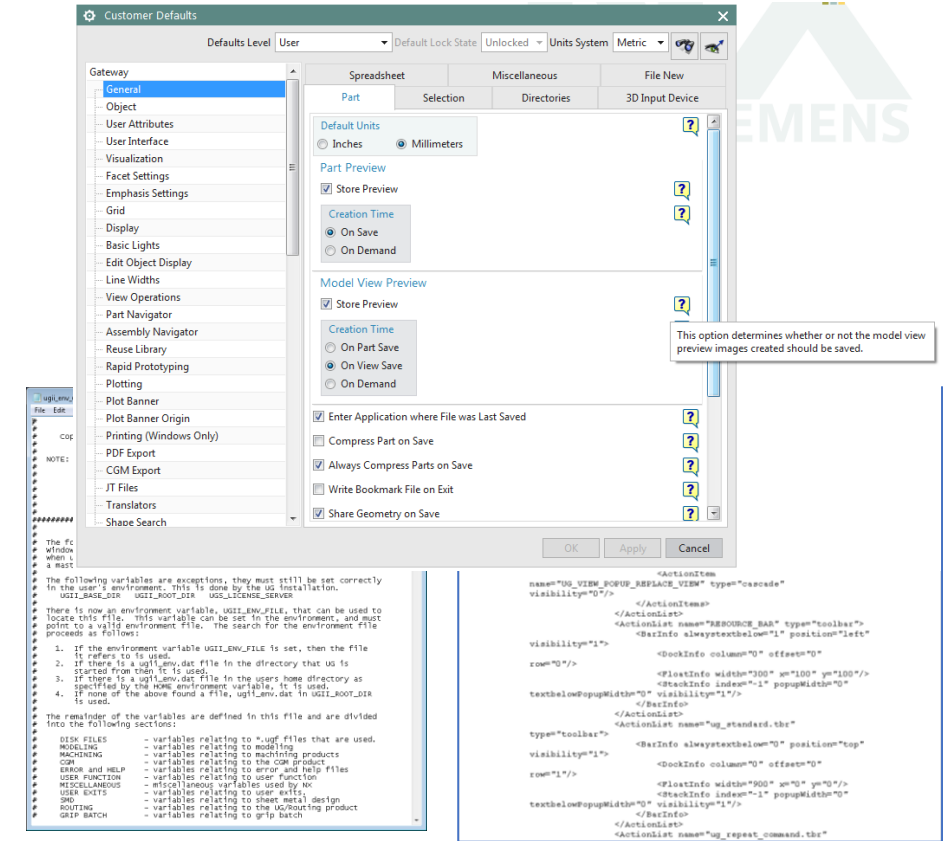 Customer Defaults
Defaults Level User Default Lock State Unlocked Units System Metric
Gateway
General
Object
User Attributes
User Interface
Visualization
Facet Settings
Emphasis Settings
Grid
Display
Basic Lights
Edit Object Display
Line Widths
View Operations
Part Navigator
Assembly Navigator
Reuse Library
Rapid Prototyping
Plotting
Plot Banner
Plot Banner Origin
Printing (Windows Only)
PDF Export
CGM Export
JT Files
Translators
Shape Search
Spreadsheet Miscellaneous File New
Part Selection Directories 3D Input Device
Default Units
Inches Millimeters
Part Preview
Store Preview
Creation Time
On Save
On Demand
Model View Preview
Store Preview
Creation Time
On Part Save
On View Save
On Demand
Enter Application where File was Last Saved
Compress Part on Save
Always Compress Parts on Save
Write Bookmark File on Exit
Share Geometry on Save
OK Apply Cancel
This option determines whether or not the model view
preview images created should be saved.
EMENS
ugii_env_
File Edit
# Cop
# NOTE:
#########
# The fo
# Window
# when u
# a mast
# The following variables are exceptions, they must still be set correctly
# in the user's environment. This is done by the UG installation.
# UGII_BASE_DIR UGII_ROOT_DIR UGS_LICENSE_SERVER
# There is now an environment variable, UGII_ENV_FILE, that can be used to
# locate this file. This variable can be set in the environment, and must
# point to a valid environment file. The search for the environment file
# proceeds as follows:
# 1. If the environment variable UGII_ENV_FILE is set, then the file
# it refers to is used.
# 2. If there is a ugii_env.dat file in the directory that UG is
# started from then it is used.
# 3. If there is a ugii_env.dat file in the users home directory as
# specified by the HOME environment variable, it is used.
# 4. If none of the above found a file, ugii_env.dat in UGII_ROOT_DIR
# is used.
# The remainder of the variables are defined in this file and are divided
# into the following sections:
# DISK FILES - variables relating to *.ugf files that are used.
# MODELING - variables relating to modeling
# MACHINING - variables relating to machining products
# CGM - variables relating to the CGM product
# ERROR and HELP - variables relating to error and help files
# USER FUNCTION - variables relating to user function
# MISCELLANEOUS - miscellaneous variables used by NX
# USER EXITS - variables relating to user exits.
# SMD - variables relating to sheet metal design
# ROUTING - variables relating to the UG/Routing product
# GRIP BATCH - variables relating to grip batch
<ActionItem
name="UG_VIEW_POPUP_REPLACE_VIEW" type="cascade"
visibility="0"/>
</ActionItems>
</ActionList>
<ActionList name="RESOURCE_BAR" type="toolbar">
<BarInfo alwaystextbelow="1" position="left"
visibility="1">
<DockInfo column="0" offset="0"
row="0"/>
<FloatInfo width="300" x="100" y="100"/>
<StackInfo index="-1" popupWidth="0"
textbelowPopupWidth="0" visibility="1"/>
</BarInfo>
</ActionList>
<ActionList name="ug_standard.tbr"
type="toolbar">
<BarInfo alwaystextbelow="0" position="top"
visibility="1">
<DockInfo column="0" offset="0"
row="1"/>
<FloatInfo width="900" x="0" y="0"/>
<StackInfo index="-1" popupWidth="0"
textbelowPopupWidth="0" visibility="1"/>
</BarInfo>
</ActionList>
<ActionList name="ug_repeat_command.tbr"